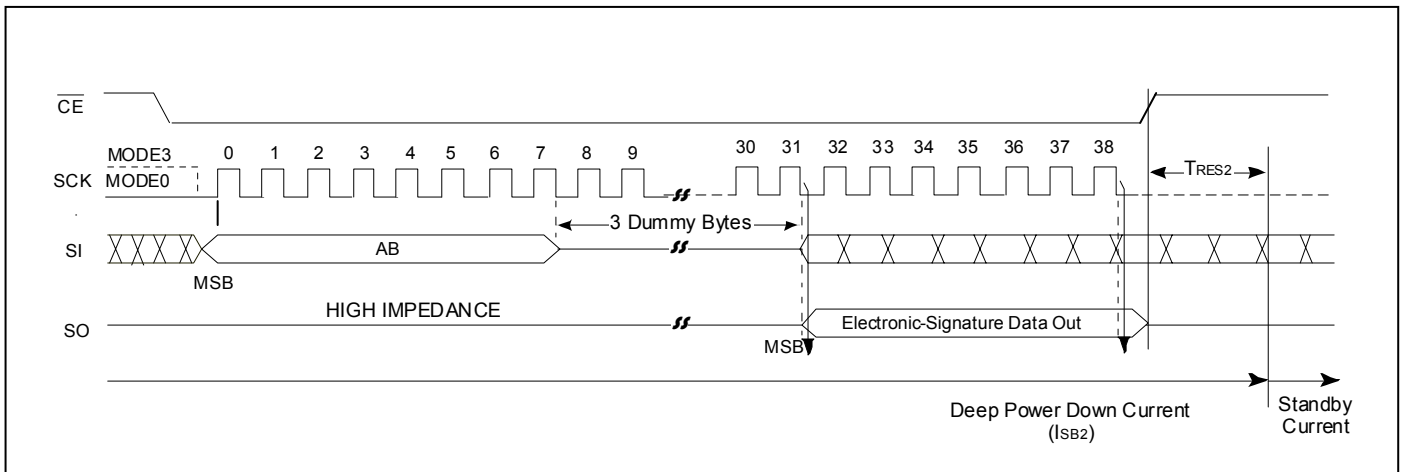 CE
MODE3
0 1 2 3 4 5 6 7 8 9 30 31 32 33 34 35 36 37 38
SCK MODE0
TRES2
3 Dummy Bytes
SI
AB
MSB
HIGH IMPEDANCE
SO
Electronic-Signature Data Out
MSB
Deep Power Down Current
(ISB2)
Standby
Current